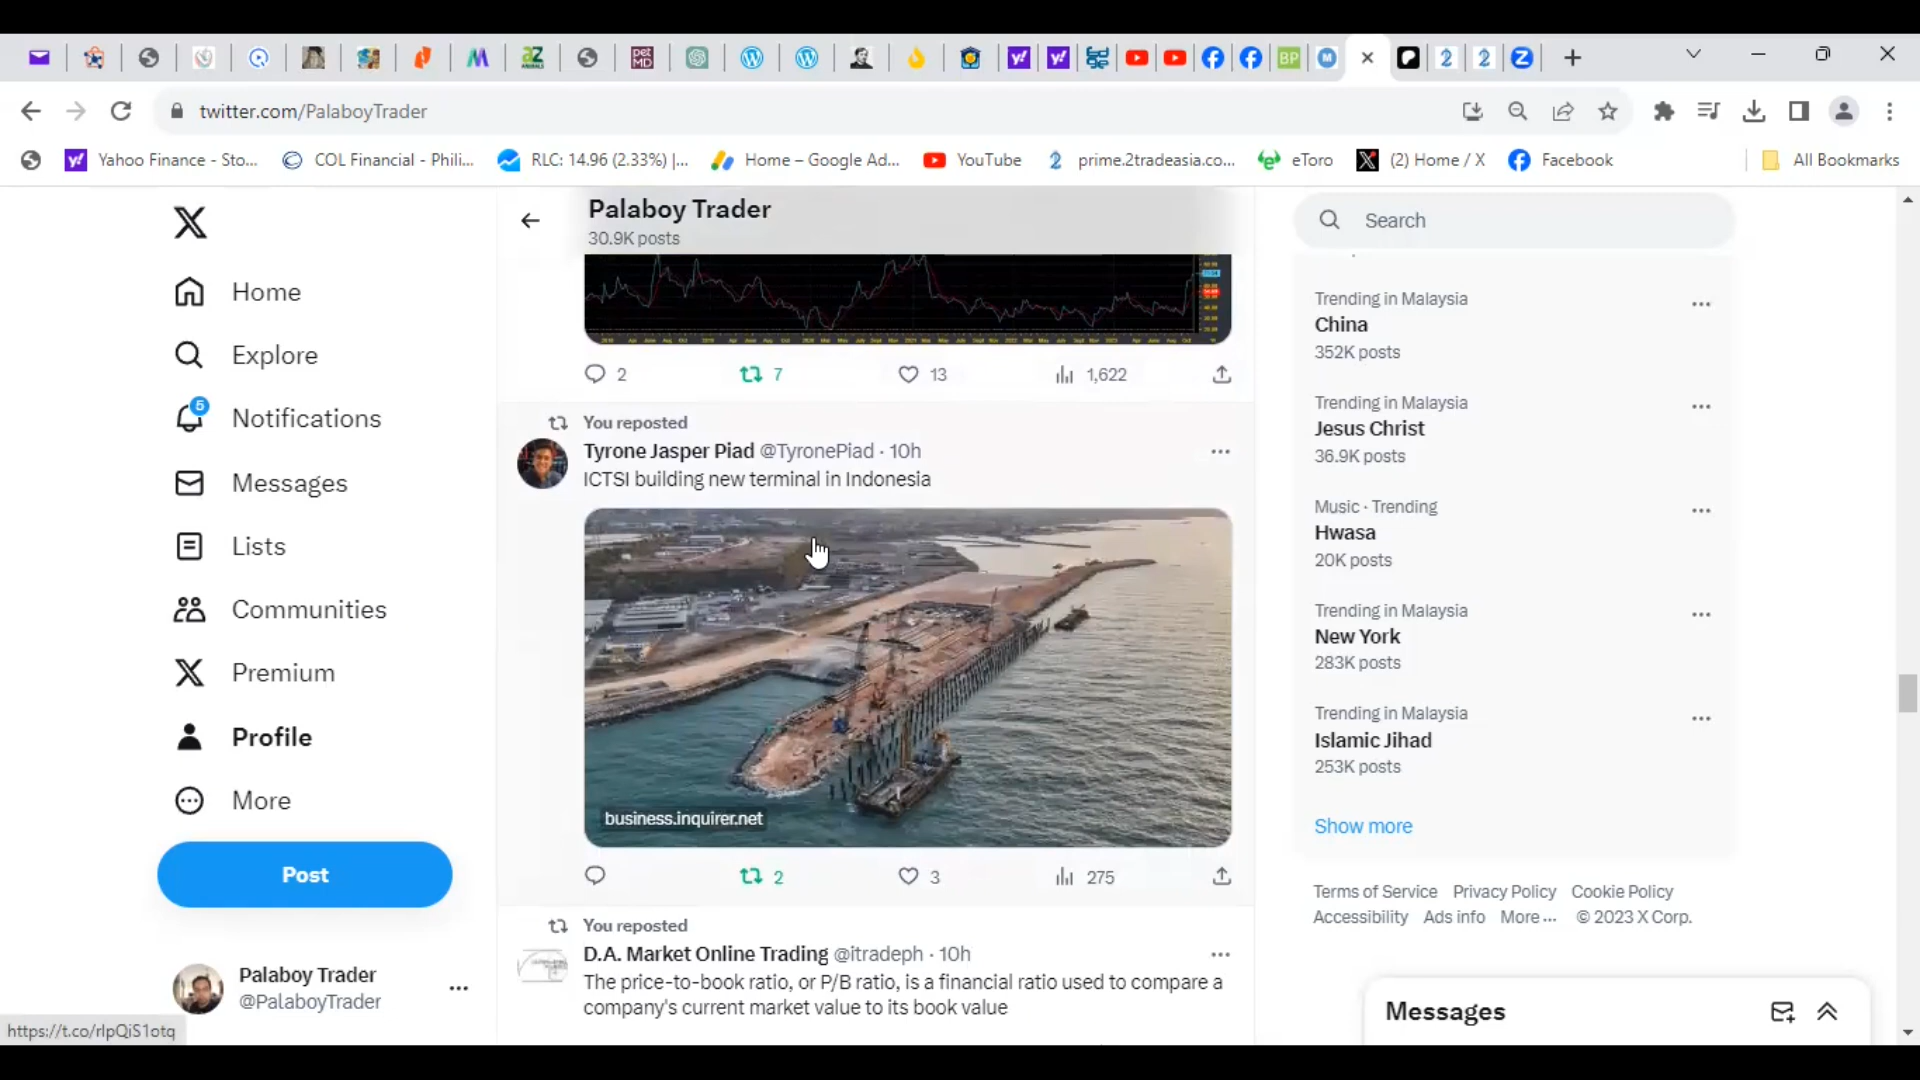 twitter.com/PalaboyTrader
Yahoo Finance - Sto...
COL Financial - Phili...
RLC: 14.96 (2.33%) |...
Home – Google Ad...
YouTube
prime.2tradeasia.co...
eToro
(2) Home / X
Facebook
All Bookmarks
Home
Explore
5
Notifications
Messages
Lists
Communities
Premium
Profile
More
Post
Palaboy Trader
@PalaboyTrader
https://t.co/rlpQiS1otq
Palaboy Trader
30.9K posts
2 7 13 1,622
You reposted
Tyrone Jasper Piad @TyronePiad · 10h
ICTSI building new terminal in Indonesia
business.inquirer.net
2 3 275
You reposted
D.A. Market Online Trading @itradeph · 10h
The price-to-book ratio, or P/B ratio, is a financial ratio used to compare a
company's current market value to its book value
Search
Trending in Malaysia
China
352K posts
Trending in Malaysia
Jesus Christ
36.9K posts
Music · Trending
Hwasa
20K posts
Trending in Malaysia
New York
283K posts
Trending in Malaysia
Islamic Jihad
253K posts
Show more
Terms of Service Privacy Policy Cookie Policy
Accessibility Ads info More ··· © 2023 X Corp.
Messages